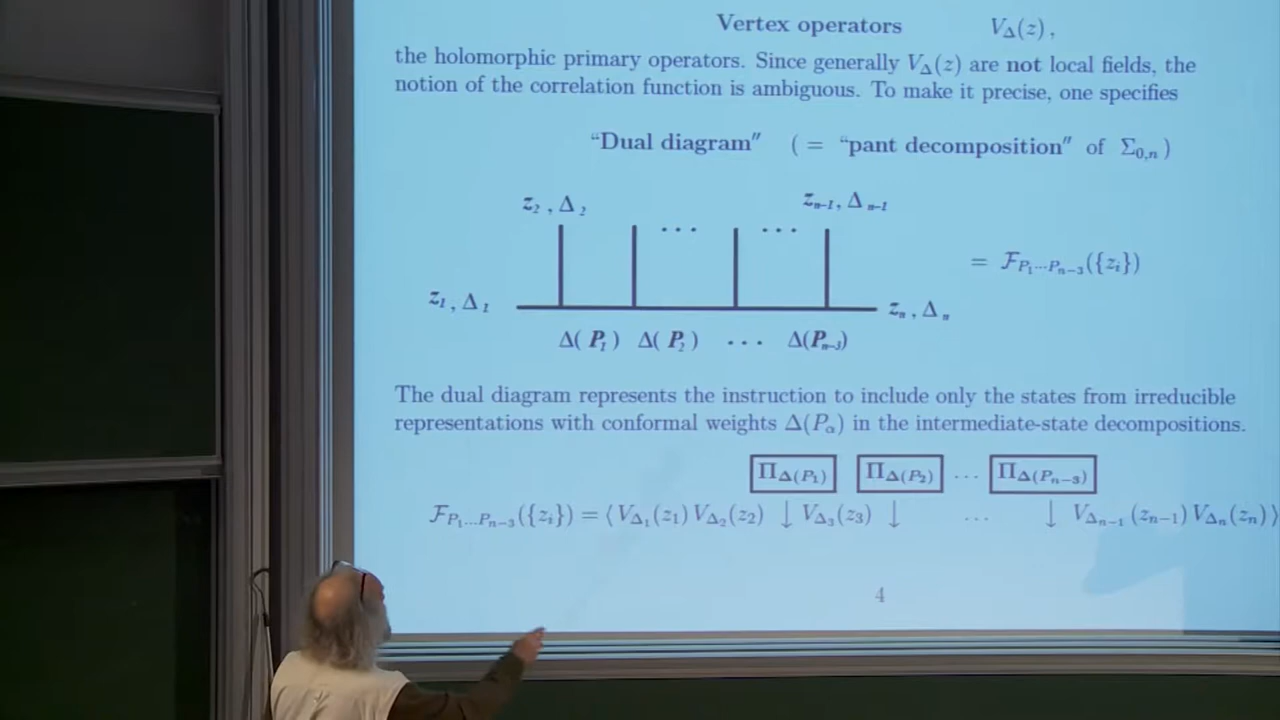 Vertex operators V_Δ(z),
the holomorphic primary operators. Since generally V_Δ(z) are not local fields, the
notion of the correlation function is ambiguous. To make it precise, one specifies
"Dual diagram" ( = "pant decomposition" of Σ_{0,n} )
z_2 , Δ_2 ... ... z_{n-1}, Δ_{n-1}
= F_{P_1...P_{n-3}}({z_i})
z_1 , Δ_1 z_n , Δ_n
Δ( P_1 ) Δ( P_2 ) ... Δ(P_{n-3})
The dual diagram represents the instruction to include only the states from irreducible
representations with conformal weights Δ(P_α) in the intermediate-state decompositions.
Π_{Δ(P_1)} Π_{Δ(P_2)} ... Π_{Δ(P_{n-3})}
F_{P_1...P_{n-3}}({z_i}) = ⟨ V_{Δ_1}(z_1) V_{Δ_2}(z_2) ↓ V_{Δ_3}(z_3) ↓ ... ↓ V_{Δ_{n-1}}(z_{n-1}) V_{Δ_n}(z_n) ⟩
4